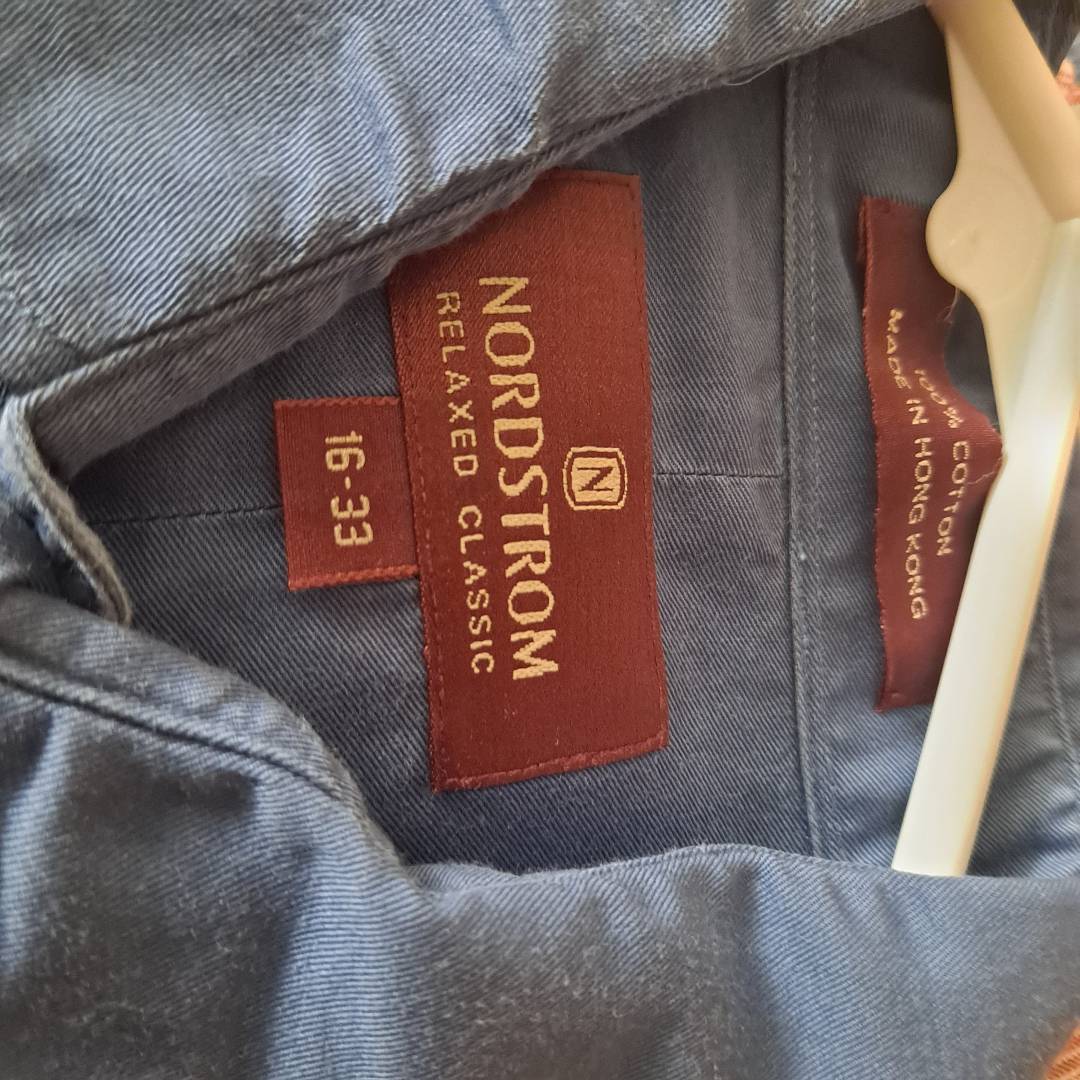 N
NORDSTROM
RELAXED CLASSIC
16-33
100% COTTON
MADE IN HONG KONG